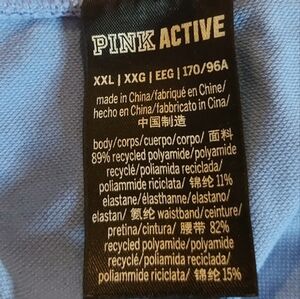 PINK ACTIVE
XXL | XXG | EEG | 170/96A
made in China/fabriqué en Chine/
hecho en China/fabbricato in Cina/
中国制造
body/corps/cuerpo/corpo/ 面料
89% recycled polyamide/polyamide
recyclé/poliamida reciclada/
poliammide riciclata/ 锦纶 11%
elastane/élasthanne/elastano/
elastan/ 氨纶 waistband/ceinture/
pretina/cintura/ 腰带 82%
recycled polyamide/polyamide
recyclé/poliamida reciclada/
poliammide riciclata/ 锦纶 15%